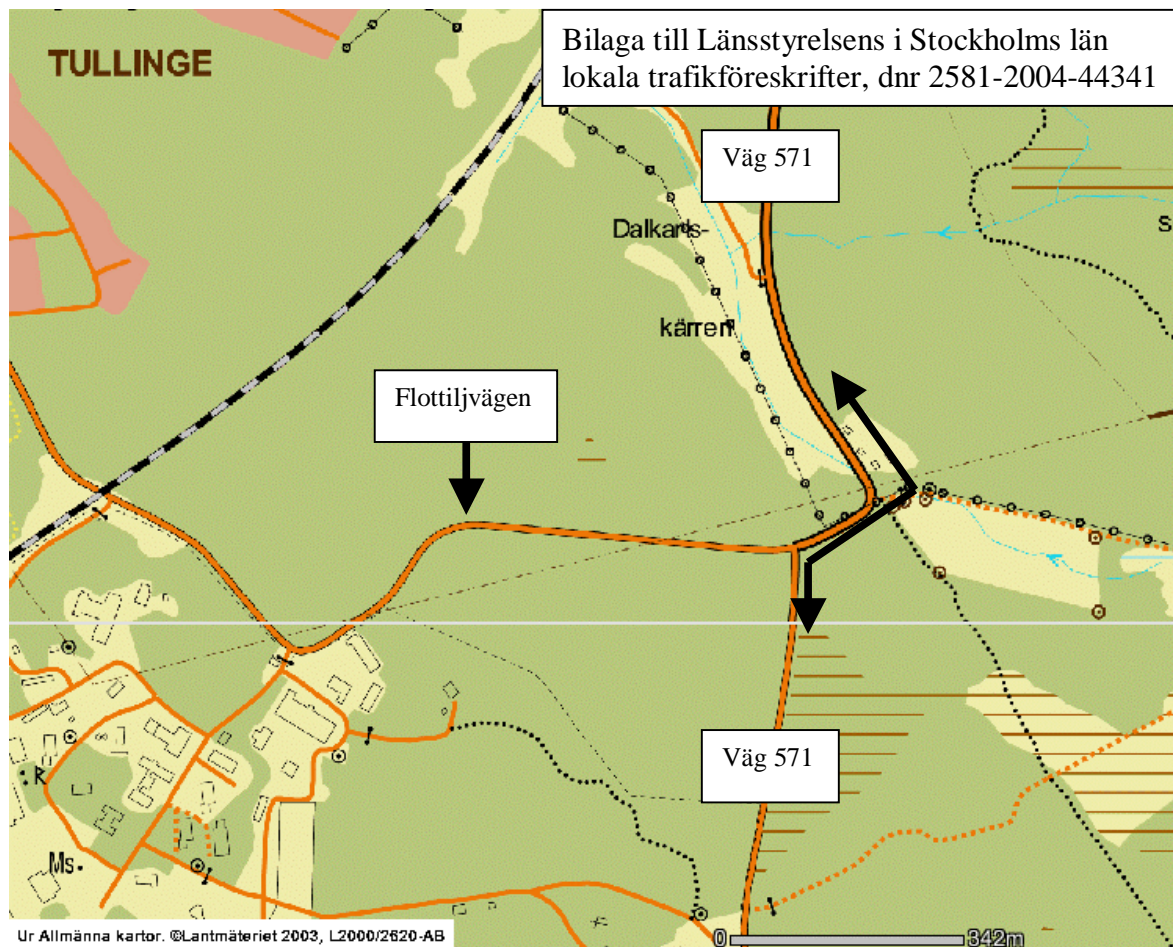 TULLINGE
Bilaga till Länsstyrelsens i Stockholms län
lokala trafikföreskrifter, dnr 2581-2004-44341
Väg 571
Dalkarls-
kärren
S
Flottiljvägen
Väg 571
R
Ms.
Ur Allmänna kartor. ©Lantmäteriet 2003, L2000/2620-AB
0 342m